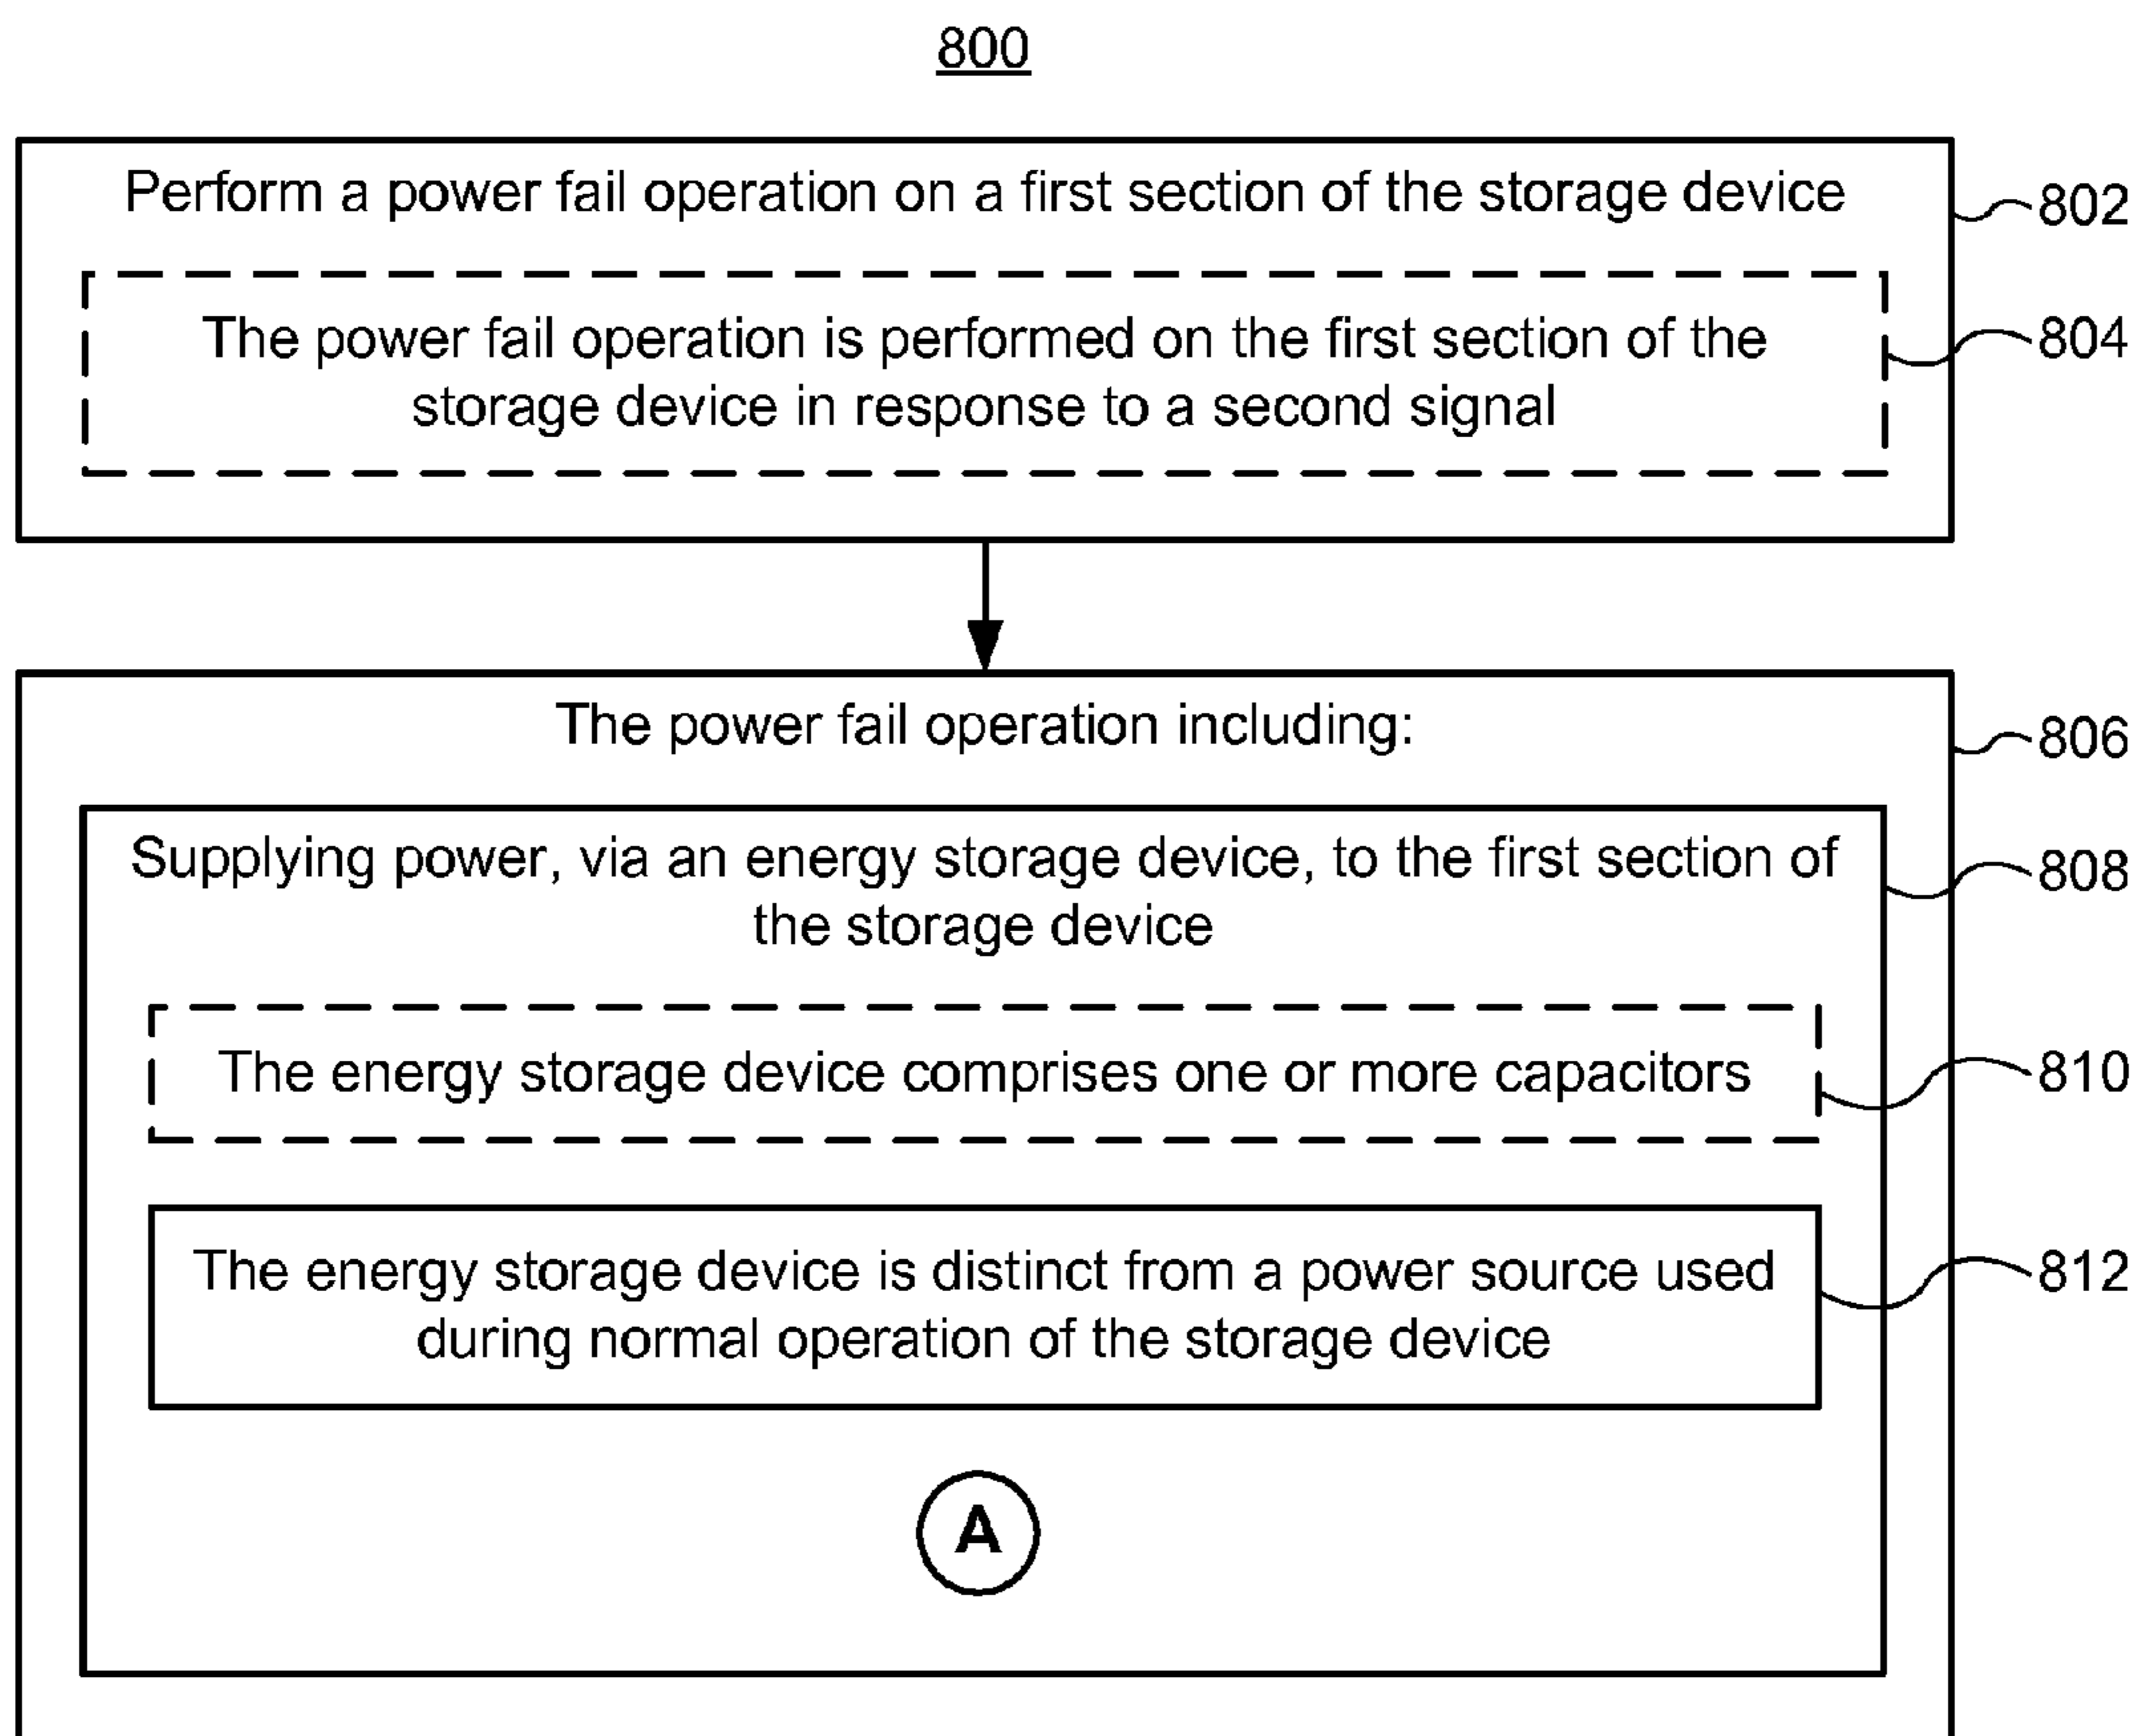 800
Perform a power fail operation on a first section of the storage device
802
The power fail operation is performed on the first section of the
storage device in response to a second signal
804
The power fail operation including:
806
Supplying power, via an energy storage device, to the first section of
the storage device
808
The energy storage device comprises one or more capacitors
810
The energy storage device is distinct from a power source used
during normal operation of the storage device
812
A